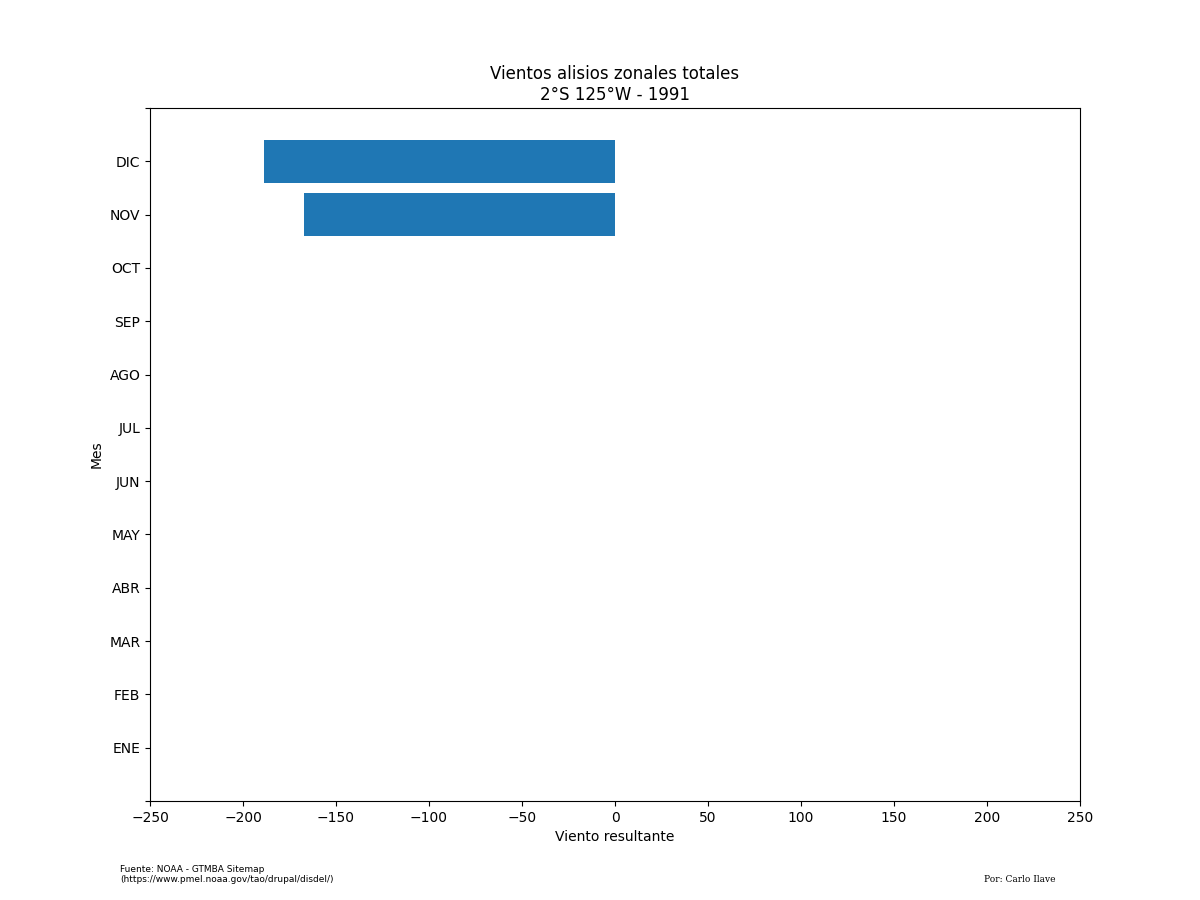 Vientos alisios zonales totales
2°S 125°W - 1991
DIC
NOV
OCT
SEP
AGO
JUL
JUN
MAY
ABR
MAR
FEB
ENE
Mes
−250 −200 −150 −100 −50 0 50 100 150 200 250
Viento resultante
Fuente: NOAA - GTMBA Sitemap
(https://www.pmel.noaa.gov/tao/drupal/disdel/)
Por: Carlo Ilave